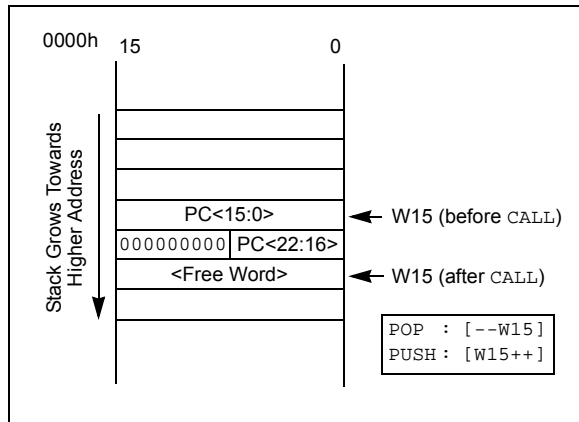 0000h
15 0
Stack Grows Towards
Higher Address
PC<15:0>
W15 (before CALL)
000000000 PC<22:16>
<Free Word>
W15 (after CALL)
POP : [--W15]
PUSH : [W15++]